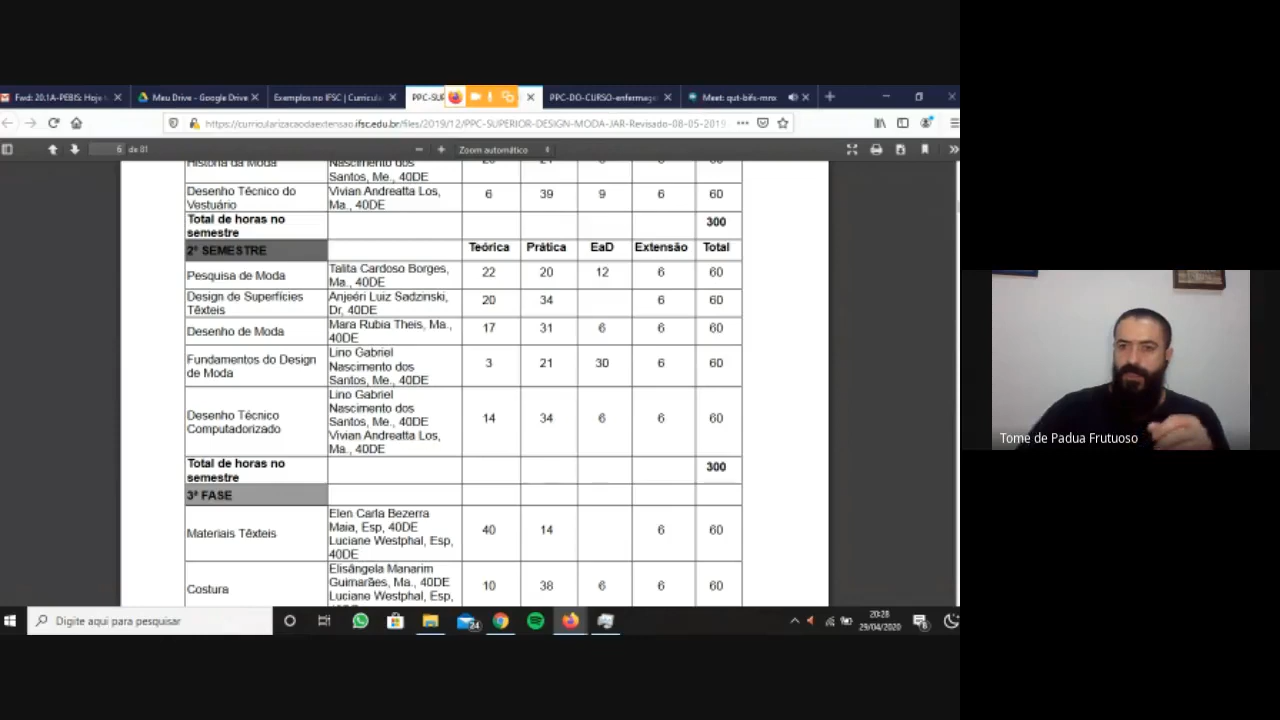 Fwd: 20.1A-PEBIS: Hoje
Meu Drive - Google Drive
Exemplos no IFSC | Curricula
PPC-SUP
PPC-DO-CURSO-enfermage
Meet: qut-bifs-mnx
https://curricularizacaodaextensao.ifsc.edu.br/files/2019/12/PPC-SUPERIOR-DESIGN-MODA-JAR-Revisado-08-05-2019
6 de 81
Zoom automático
História da Moda Nascimento dos Santos, Me., 40DE 60
Desenho Técnico do Vestuário Vivian Andreatta Los, Ma., 40DE 6 39 9 6 60
Total de horas no semestre 300
2º SEMESTRE Teórica Prática EaD Extensão Total
Pesquisa de Moda Talita Cardoso Borges, Ma., 40DE 22 20 12 6 60
Design de Superfícies Têxteis Anjeéri Luiz Sadzinski, Dr, 40DE 20 34 6 60
Desenho de Moda Mara Rubia Theis, Ma., 40DE 17 31 6 6 60
Fundamentos do Design de Moda Lino Gabriel Nascimento dos Santos, Me., 40DE 3 21 30 6 60
Desenho Técnico Computadorizado Lino Gabriel Nascimento dos Santos, Me., 40DE Vivian Andreatta Los, Ma., 40DE 14 34 6 6 60
Total de horas no semestre 300
3ª FASE
Materiais Têxteis Elen Carla Bezerra Maia, Esp, 40DE Luciane Westphal, Esp, 40DE 40 14 6 60
Costura Elisângela Manarim Guimarães, Ma., 40DE Luciane Westphal, Esp, 10 38 6 6 60
Digite aqui para pesquisar
24
20:28
29/04/2020
Tome de Padua Frutuoso